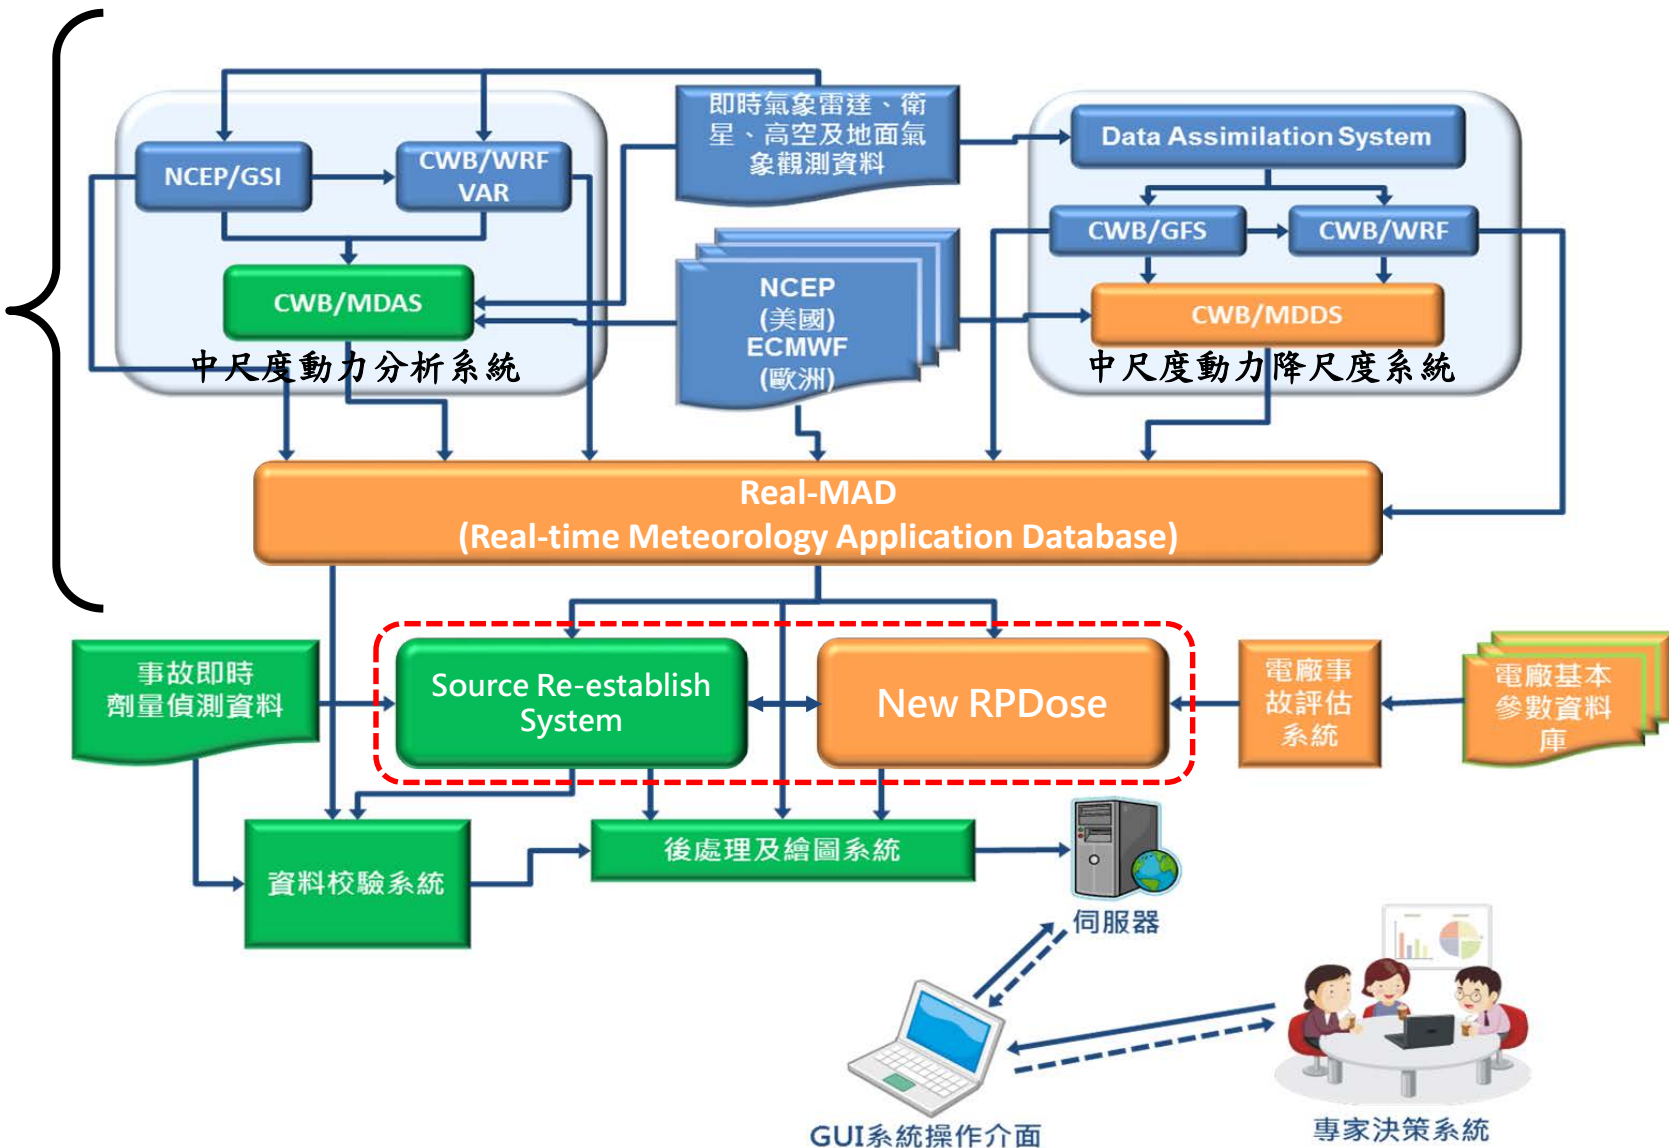 即時氣象雷達、衛
星、高空及地面氣
象觀測資料
NCEP/GSI
CWB/WRF
VAR
CWB/MDAS
中尺度動力分析系統
NCEP
(美國)
ECMWF
(歐洲)
Data Assimilation System
CWB/GFS
CWB/WRF
CWB/MDDS
中尺度動力降尺度系統
Real-MAD
(Real-time Meteorology Application Database)
事故即時
劑量偵測資料
Source Re-establish
System
New RPDose
電廠事
故評估
系統
電廠基本
參數資料
庫
資料校驗系統
後處理及繪圖系統
伺服器
GUI系統操作介面
專家決策系統